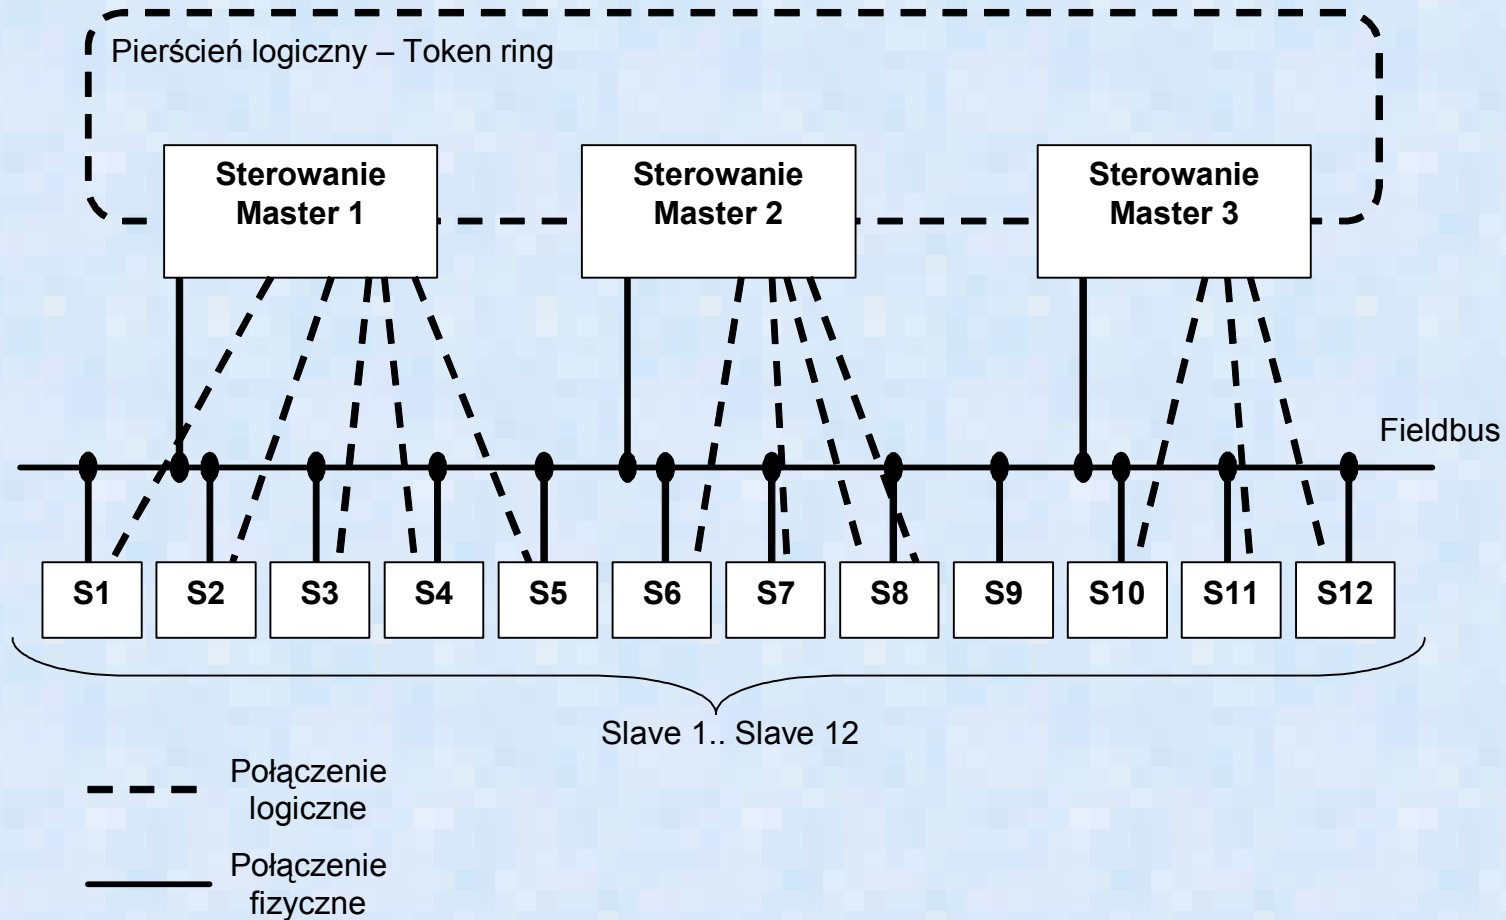 Pierścień logiczny – Token ring
Sterowanie
Master 1
Sterowanie
Master 2
Sterowanie
Master 3
Fieldbus
S1
S2
S3
S4
S5
S6
S7
S8
S9
S10
S11
S12
Slave 1.. Slave 12
Połączenie
logiczne
Połączenie
fizyczne